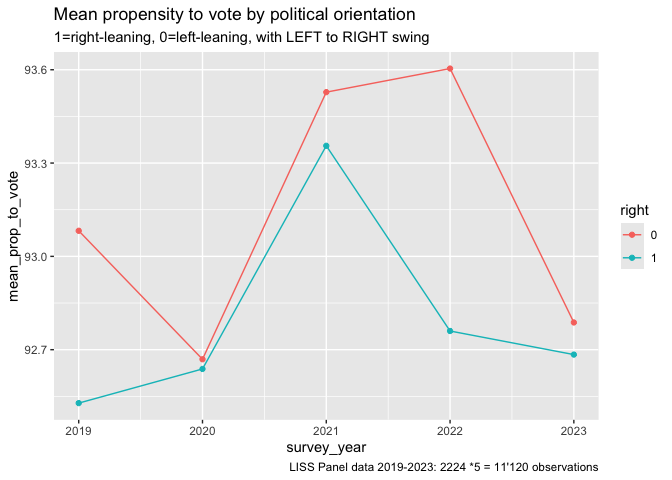 Mean propensity to vote by political orientation
1=right-leaning, 0=left-leaning, with LEFT to RIGHT swing
93.6
93.3
93.0
92.7
mean_prop_to_vote
right
0
1
2019 2020 2021 2022 2023
survey_year
LISS Panel data 2019-2023: 2224 *5 = 11'120 observations